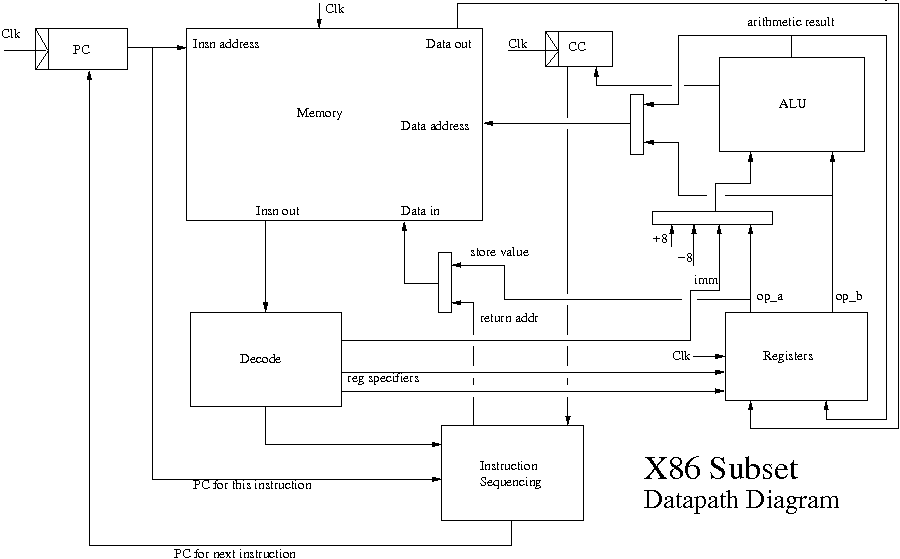 Clk
Clk
PC
Insn address
Data out
Clk
CC
arithmetic result
ALU
Memory
Data address
Insn out
Data in
store value
+8
−8
imm
op_a
op_b
return addr
Decode
Clk
Registers
reg specifiers
Instruction
Sequencing
PC for this instruction
PC for next instruction
X86 Subset
Datapath Diagram